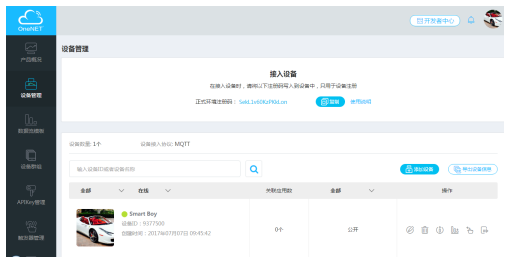 OneNET
开发者中心
产品概况
设备管理
数据流模板
设备群组
APIKey管理
触发器管理
设备管理
接入设备
在接入设备时，请将以下注册码写入到设备中，只用于设备注册
正式环境注册码：
复制
使用说明
设备数量: 1个
设备接入协议: MQTT
输入设备ID或者设备名称
添加设备
导出设备信息
全部
在线
关联应用数
全部
操作
Smart Boy
设备ID：9377500
创建时间：2017年07月07日 09:45:42
0个
公开